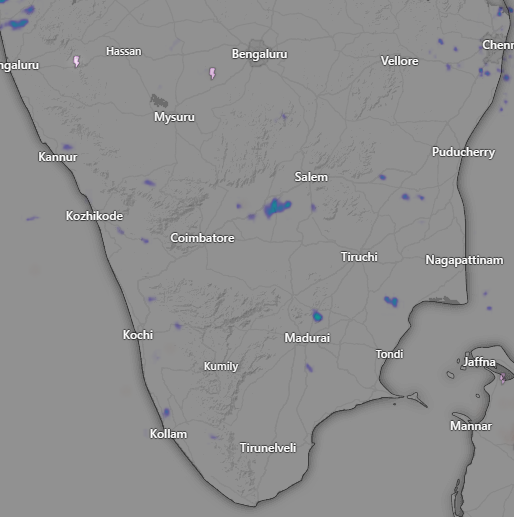 Hassan
Bengaluru
Chenn
ngaluru
Vellore
Mysuru
Kannur
Puducherry
Salem
Kozhikode
Coimbatore
Tiruchi
Nagapattinam
Kochi
Madurai
Tondi
Jaffna
Kumily
Kollam
Mannar
Tirunelveli